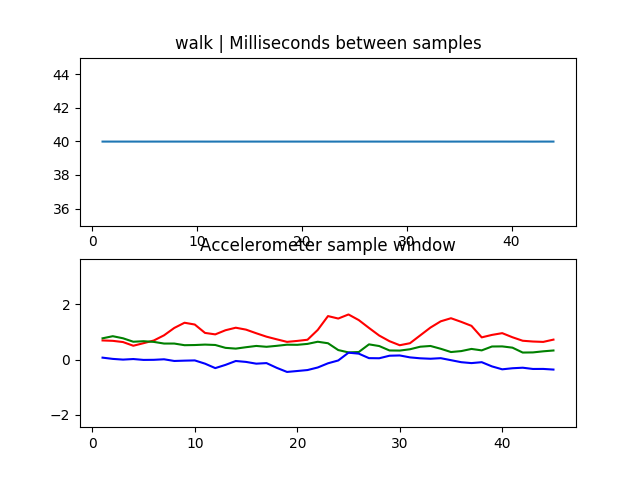 walk | Milliseconds between samples
44
42
40
38
36
0 10 20 30 40
Accelerometer sample window
2
0
−2
0 10 20 30 40